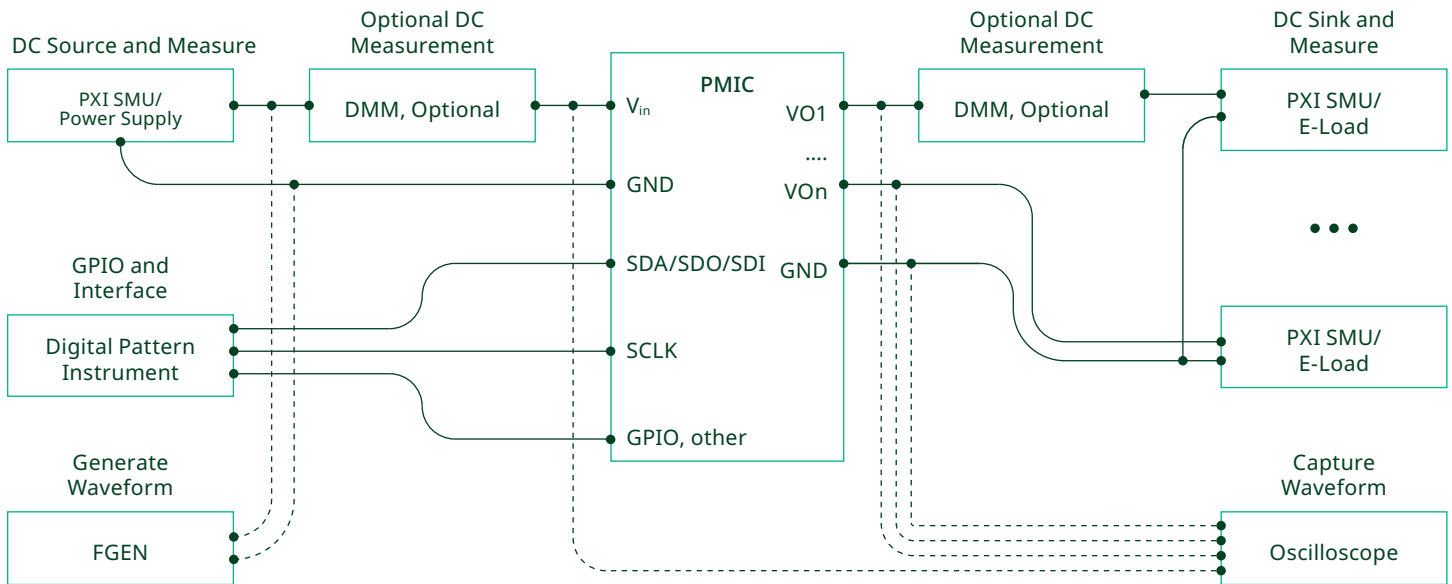 DC Source and Measure
PXI SMU/
Power Supply
Optional DC
Measurement
DMM, Optional
PMIC
Vin
GND
SDA/SDO/SDI
SCLK
GPIO, other
VO1
....
VOn
GND
Optional DC
Measurement
DMM, Optional
DC Sink and
Measure
PXI SMU/
E-Load
PXI SMU/
E-Load
GPIO and
Interface
Digital Pattern
Instrument
Generate
Waveform
FGEN
Capture
Waveform
Oscilloscope